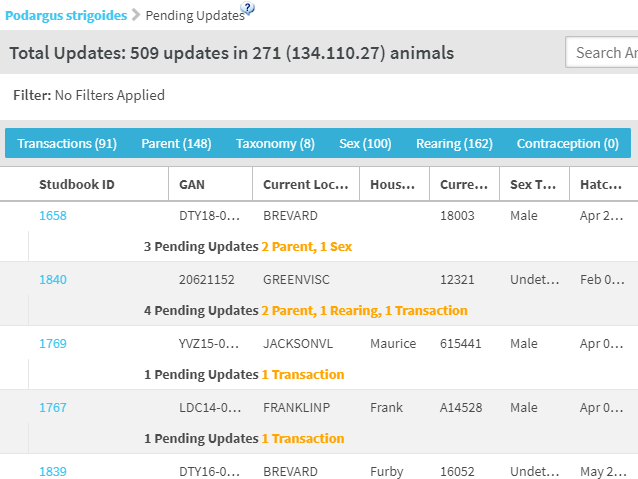 Podargus strigoides > Pending Updates ?
Total Updates: 509 updates in 271 (134.110.27) animals Search Ar
Filter: No Filters Applied
Transactions (91) Parent (148) Taxonomy (8) Sex (100) Rearing (162) Contraception (0)
Studbook ID GAN Current Loc... Hous... Curre... Sex T... Hatc...
1658 DTY18-0... BREVARD 18003 Male Apr 2...
3 Pending Updates 2 Parent, 1 Sex
1840 20621152 GREENVISC 12321 Undet... Feb 0...
4 Pending Updates 2 Parent, 1 Rearing, 1 Transaction
1769 YVZ15-0... JACKSONVL Maurice 615441 Male Apr 0...
1 Pending Updates 1 Transaction
1767 LDC14-0... FRANKLINP Frank A14528 Male Apr 0...
1 Pending Updates 1 Transaction
1839 DTY16-0... BREVARD Furby 16052 Undet... May 2...